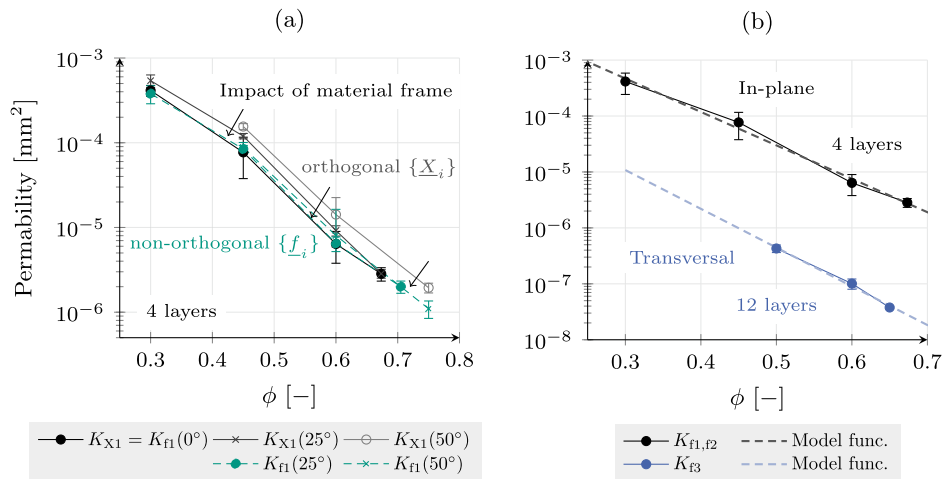 (a)
Permability [mm²]
10⁻³
10⁻⁴
10⁻⁵
10⁻⁶
Impact of material frame
orthogonal {X̲ᵢ}
non-orthogonal {f̲ᵢ}
4 layers
0.3 0.4 0.5 0.6 0.7 0.8
ϕ [−]
K_X1 = K_f1(0°) K_X1(25°) K_X1(50°)
K_f1(25°) K_f1(50°)
(b)
10⁻³
10⁻⁴
10⁻⁵
10⁻⁶
10⁻⁷
10⁻⁸
In-plane
4 layers
Transversal
12 layers
0.3 0.4 0.5 0.6 0.7
ϕ [−]
K_f1,f2 Model func.
K_f3 Model func.